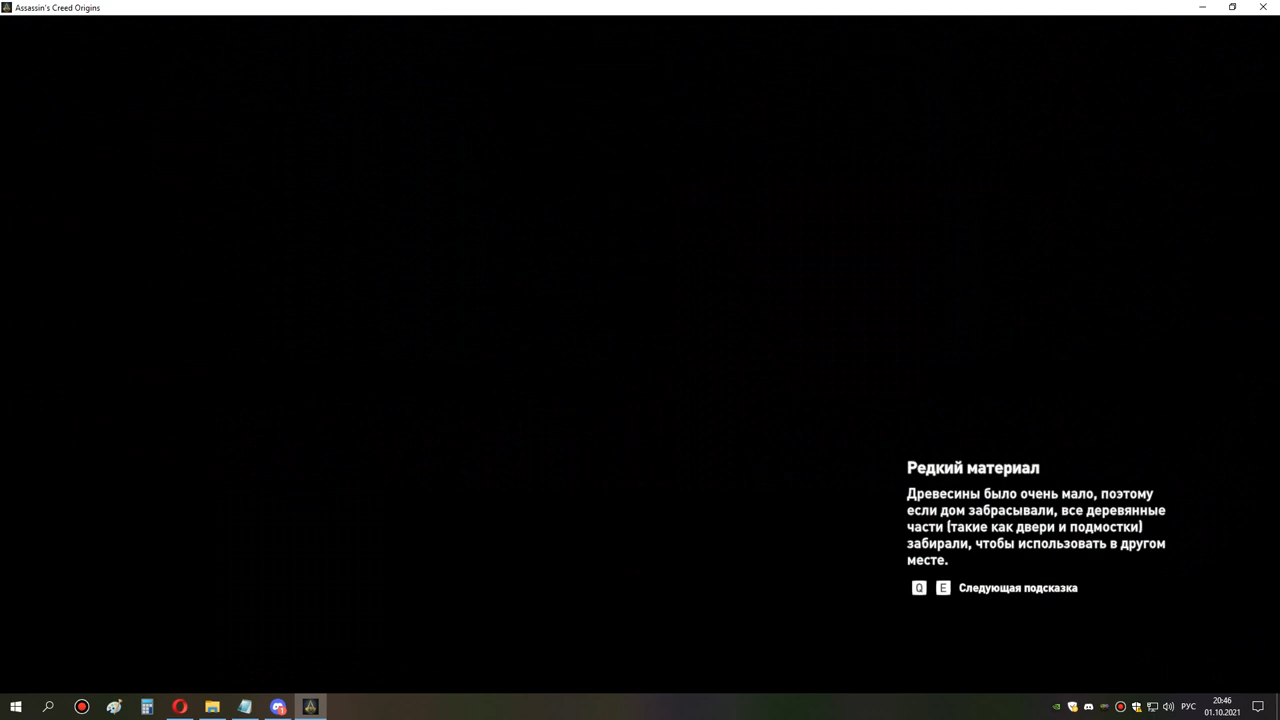 Assassin's Creed Origins
Редкий материал
Древесины было очень мало, поэтому
если дом забрасывали, все деревянные
части (такие как двери и подмостки)
забирали, чтобы использовать в другом
месте.
Q E Следующая подсказка
20:46
РУС
01.10.2021